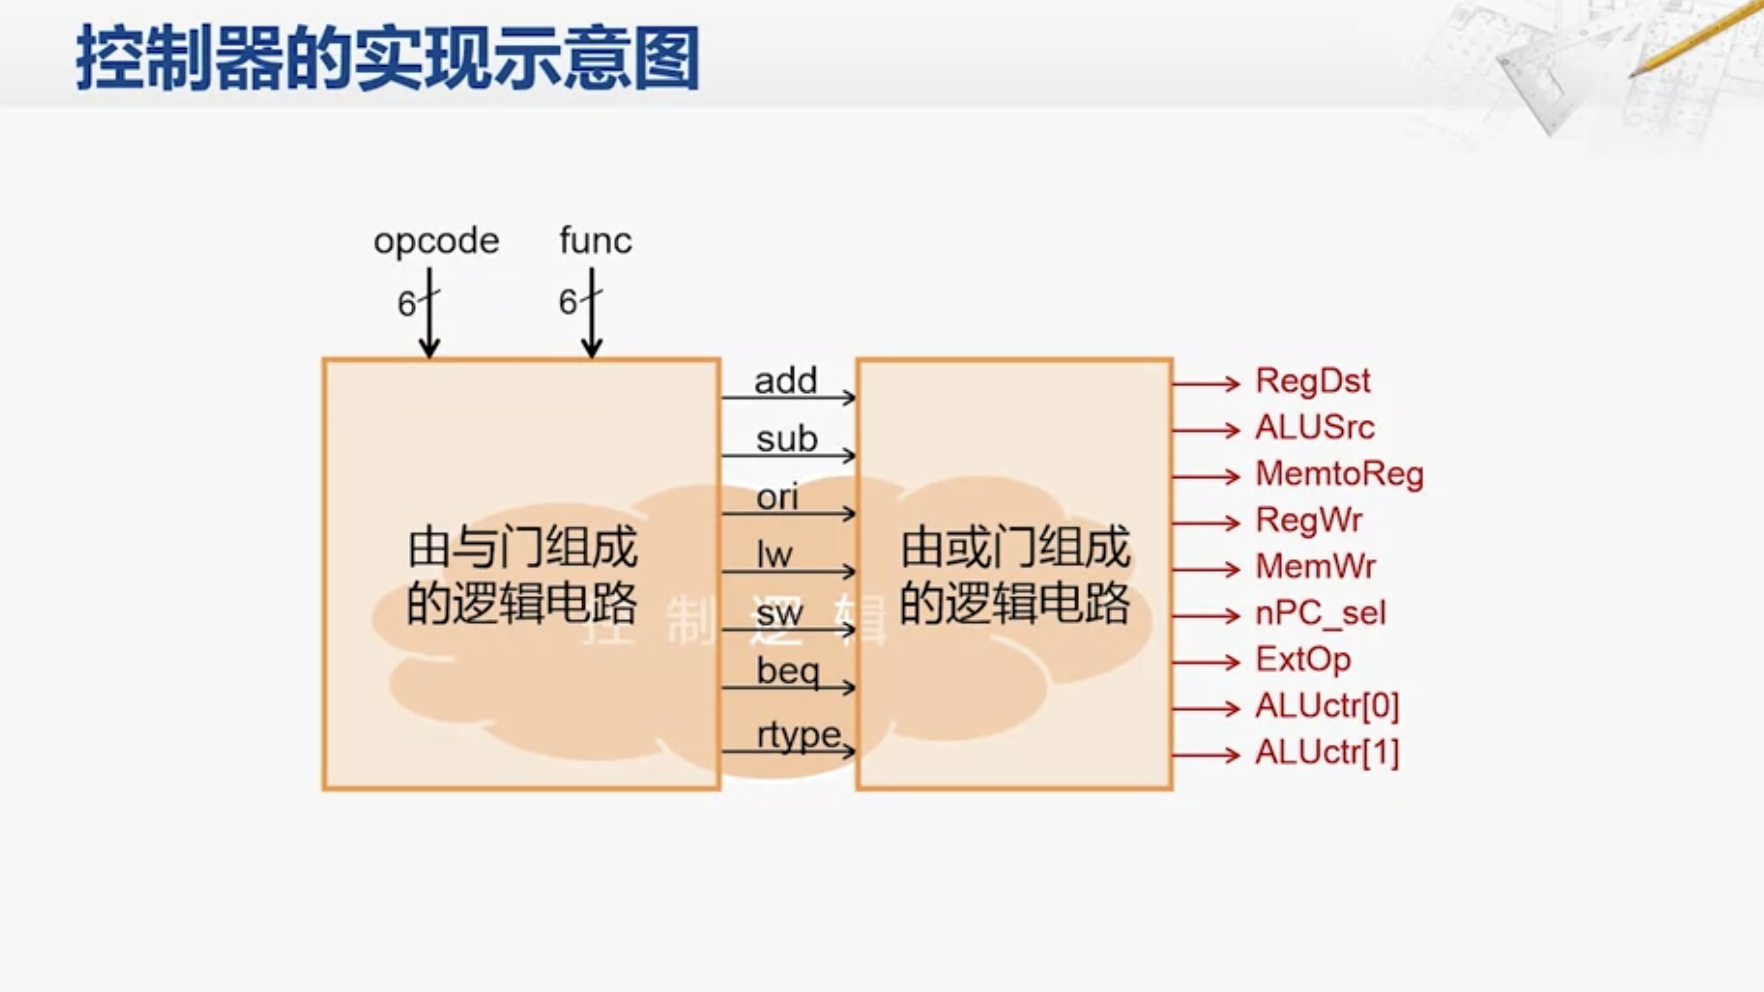 控制器的实现示意图
opcode
func
6
6
由与门组成
的逻辑电路
add
sub
ori
lw
sw
beq
rtype
控制逻辑
由或门组成
的逻辑电路
RegDst
ALUSrc
MemtoReg
RegWr
MemWr
nPC_sel
ExtOp
ALUctr[0]
ALUctr[1]